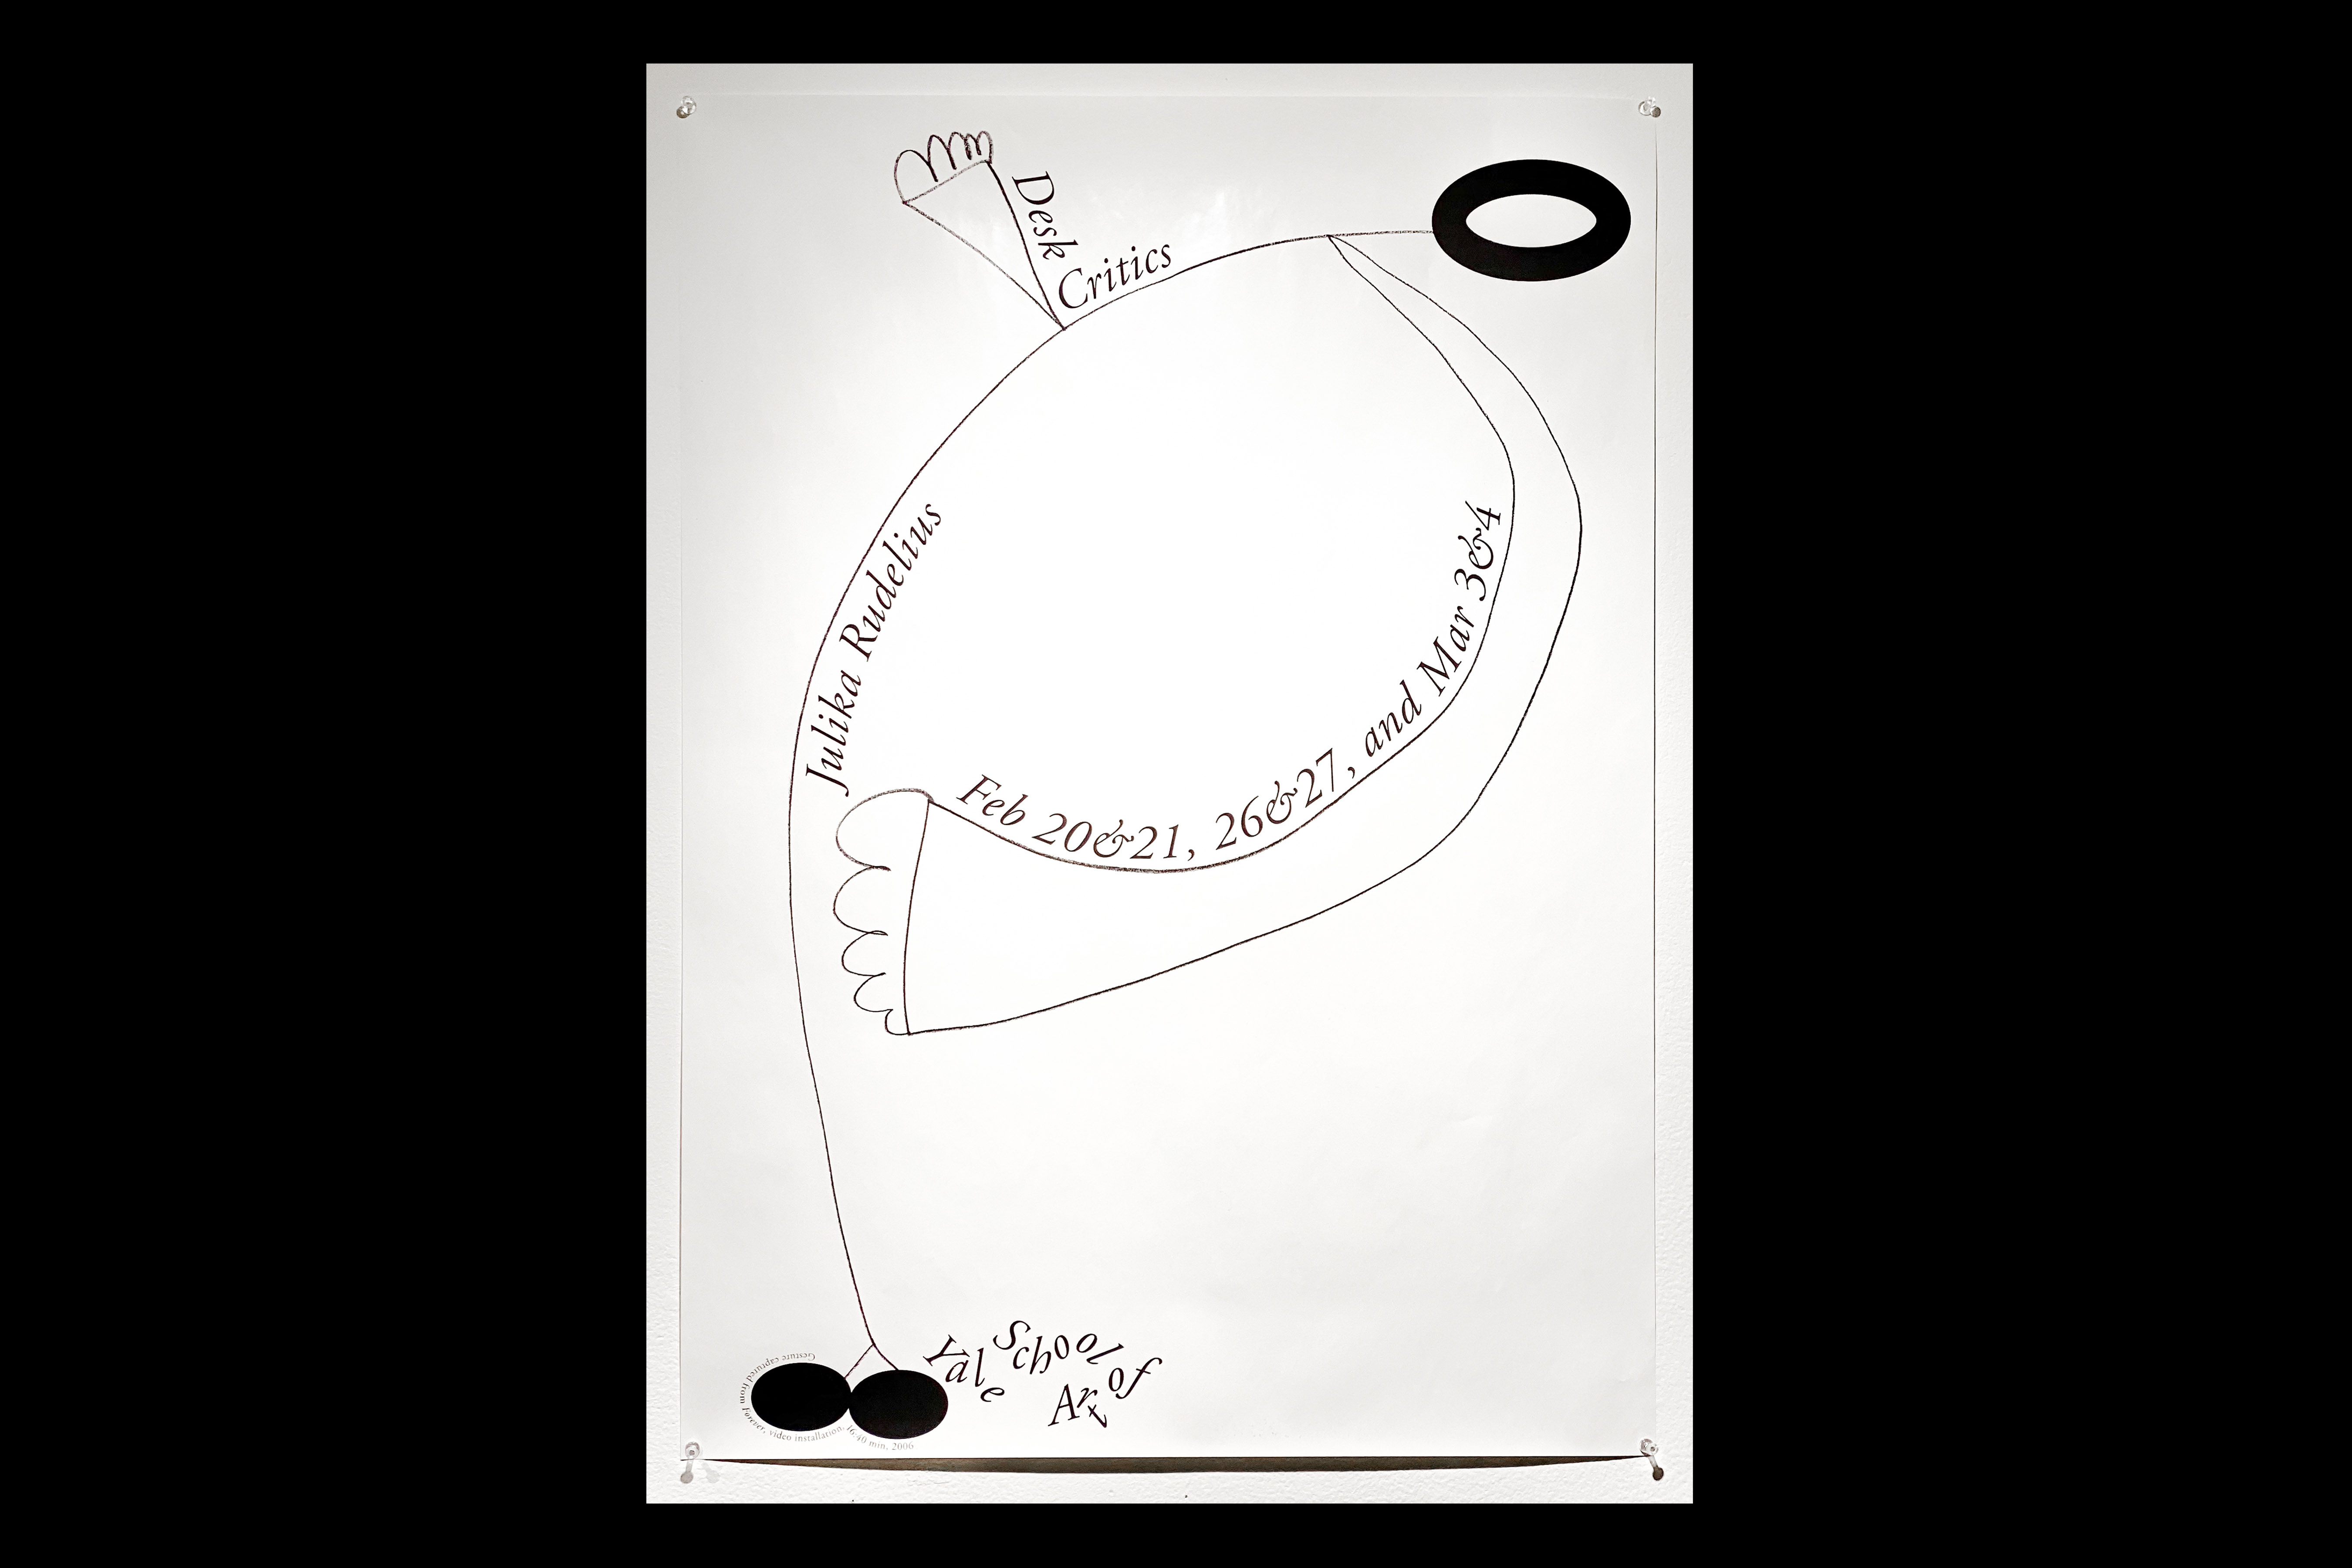 Desk
Critics
Julika Rudelius
Feb 20&21, 26&27, and Mar 3&4
Yale
School of
Art
Gesture captured from Forever, video installation, 16:40 min, 2006